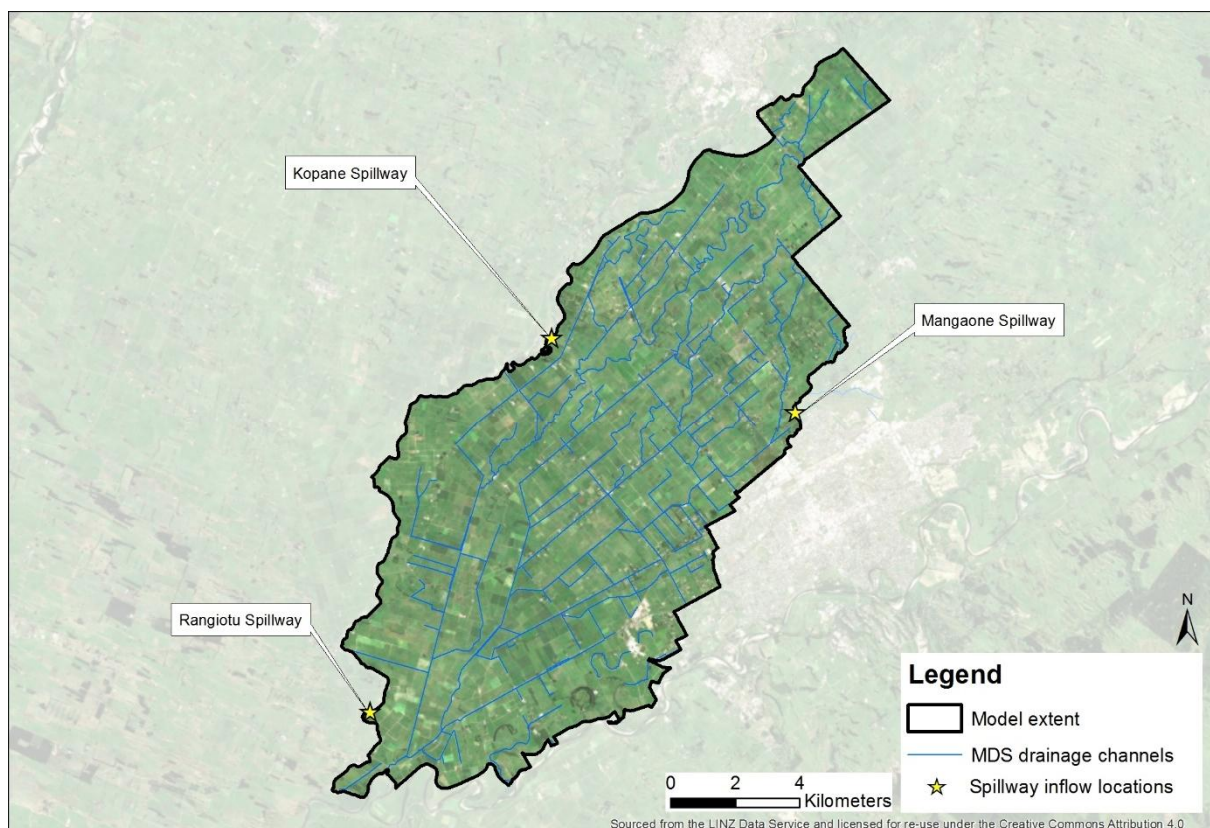 Kopane Spillway
Mangaone Spillway
Rangiotu Spillway
N
Legend
Model extent
MDS drainage channels
Spillway inflow locations
0 2 4
Kilometers
Sourced from the LINZ Data Service and licensed for re-use under the Creative Commons Attribution 4.0